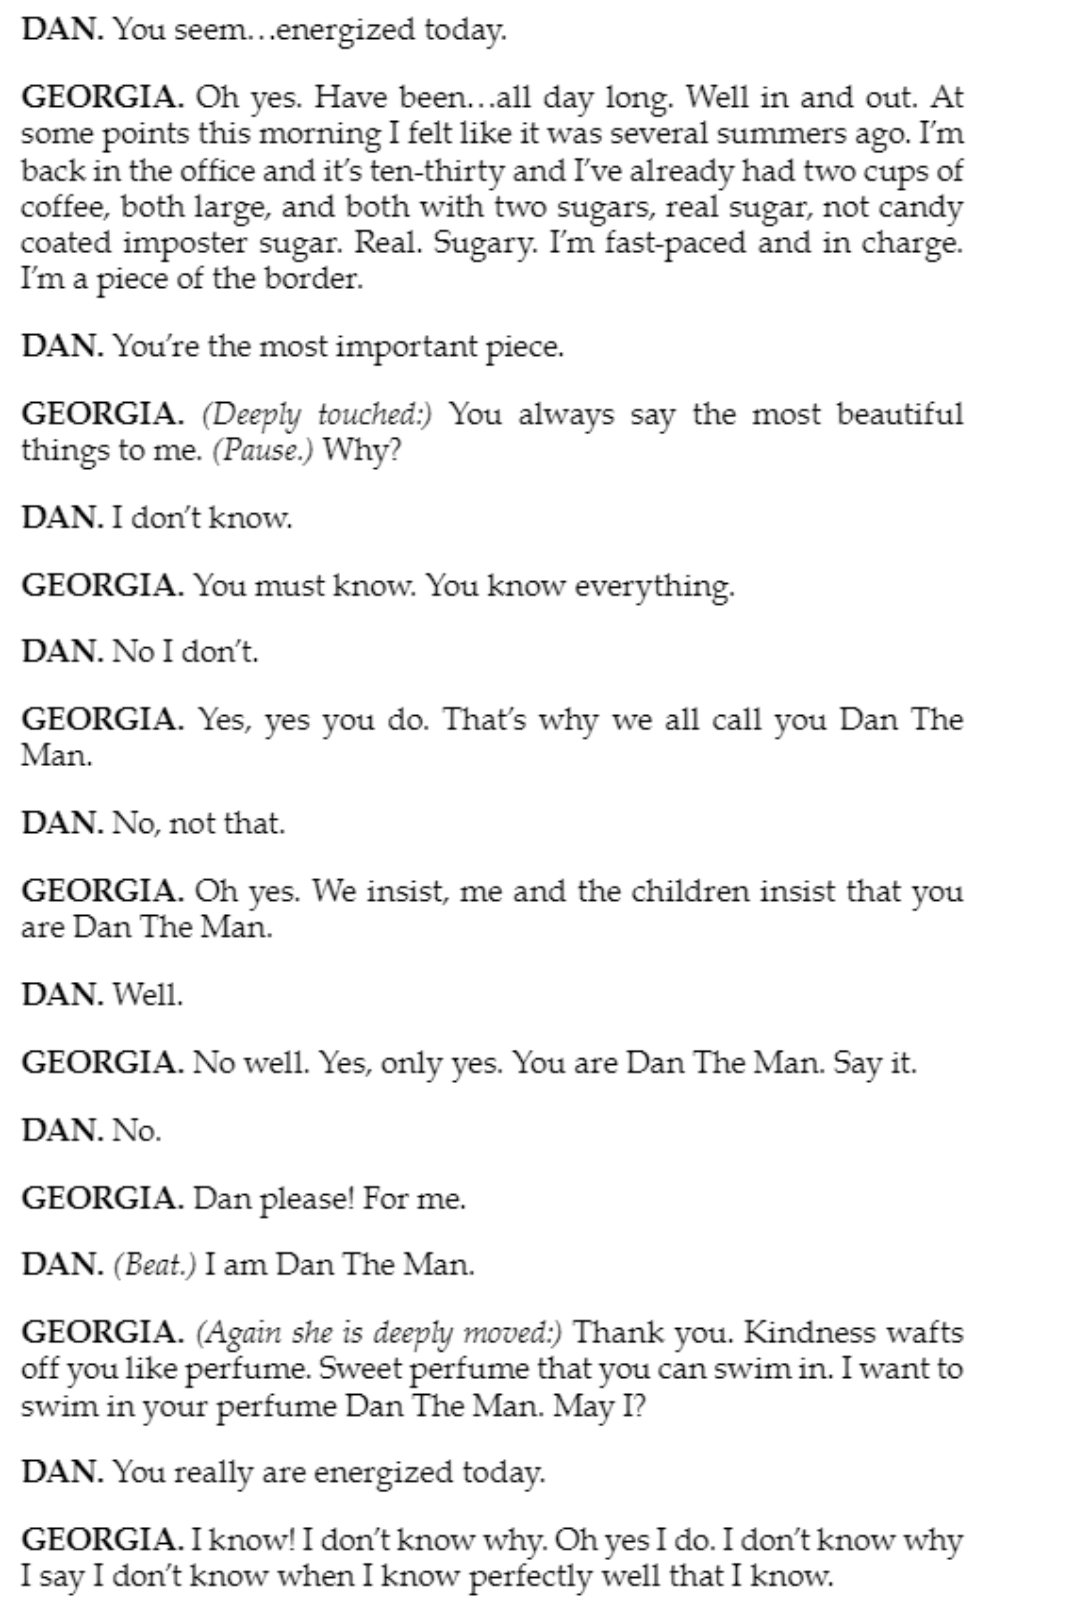 DAN. You seem…energized today.
GEORGIA. Oh yes. Have been…all day long. Well in and out. At
some points this morning I felt like it was several summers ago. I’m
back in the office and it’s ten-thirty and I’ve already had two cups of
coffee, both large, and both with two sugars, real sugar, not candy
coated imposter sugar. Real. Sugary. I’m fast-paced and in charge.
I’m a piece of the border.
DAN. You’re the most important piece.
GEORGIA. (Deeply touched:) You always say the most beautiful
things to me. (Pause.) Why?
DAN. I don’t know.
GEORGIA. You must know. You know everything.
DAN. No I don’t.
GEORGIA. Yes, yes you do. That’s why we all call you Dan The
Man.
DAN. No, not that.
GEORGIA. Oh yes. We insist, me and the children insist that you
are Dan The Man.
DAN. Well.
GEORGIA. No well. Yes, only yes. You are Dan The Man. Say it.
DAN. No.
GEORGIA. Dan please! For me.
DAN. (Beat.) I am Dan The Man.
GEORGIA. (Again she is deeply moved:) Thank you. Kindness wafts
off you like perfume. Sweet perfume that you can swim in. I want to
swim in your perfume Dan The Man. May I?
DAN. You really are energized today.
GEORGIA. I know! I don’t know why. Oh yes I do. I don’t know why
I say I don’t know when I know perfectly well that I know.